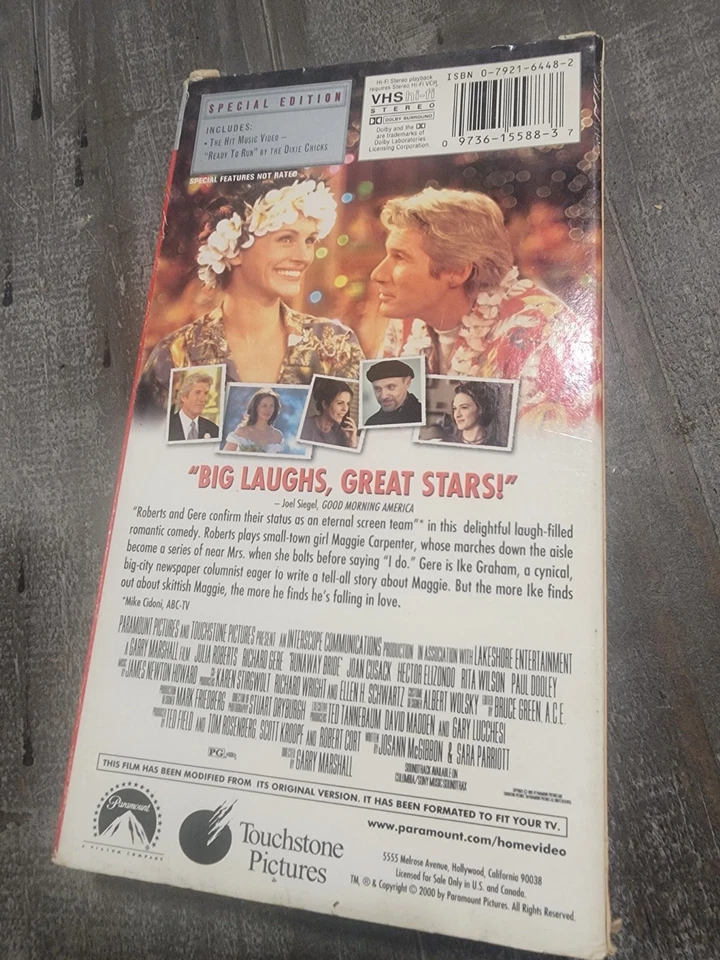 SPECIAL EDITION
INCLUDES:
• THE HIT MUSIC VIDEO –
"READY TO RUN" BY THE DIXIE CHICKS
SPECIAL FEATURES NOT RATED
Hi-Fi Stereo playback
requires Stereo Hi-Fi VCR
VHS hi-fi
STEREO
DOLBY SURROUND
Dolby and the
are trademarks of
Dolby Laboratories
Licensing Corporation.
ISBN 0-7921-6448-2
0 9736-15588-3 7
"BIG LAUGHS, GREAT STARS!"
– Joel Siegel, GOOD MORNING AMERICA
"Roberts and Gere confirm their status as an eternal screen team"* in this delightful laugh-filled
romantic comedy. Roberts plays small-town girl Maggie Carpenter, whose marches down the aisle
become a series of near Mrs. when she bolts before saying "I do." Gere is Ike Graham, a cynical,
big-city newspaper columnist eager to write a tell-all story about Maggie. But the more Ike finds
out about skittish Maggie, the more he finds he's falling in love.
*Mike Cidoni, ABC-TV
PARAMOUNT PICTURES AND TOUCHSTONE PICTURES PRESENT AN INTERSCOPE COMMUNICATIONS PRODUCTION IN ASSOCIATION WITH LAKESHORE ENTERTAINMENT
A GARRY MARSHALL FILM JULIA ROBERTS RICHARD GERE "RUNAWAY BRIDE" JOAN CUSACK HECTOR ELIZONDO RITA WILSON PAUL DOOLEY
MUSIC BY JAMES NEWTON HOWARD KAREN STIRGWOLT RICHARD WRIGHT AND ELLEN H. SCHWARTZ ALBERT WOLSKY BRUCE GREEN, A.C.E.
MARK FRIEDBERG STUART DRYBURGH TED TANNEBAUM DAVID MADDEN AND GARY LUCCHESI
TED FIELD AND TOM ROSENBERG SCOTT KROOPF AND ROBERT CORT JOSANN McGIBBON & SARA PARRIOTT
PG GARRY MARSHALL
SOUNDTRACK AVAILABLE ON
COLUMBIA/SONY MUSIC SOUNDTRAX
THIS FILM HAS BEEN MODIFIED FROM ITS ORIGINAL VERSION. IT HAS BEEN FORMATED TO FIT YOUR TV.
www.paramount.com/homevideo
Paramount
A VIACOM COMPANY
Touchstone
Pictures
5555 Melrose Avenue, Hollywood, California 90038
Licensed for Sale Only in U.S. and Canada.
TM, ® & Copyright © 2000 by Paramount Pictures. All Rights Reserved.